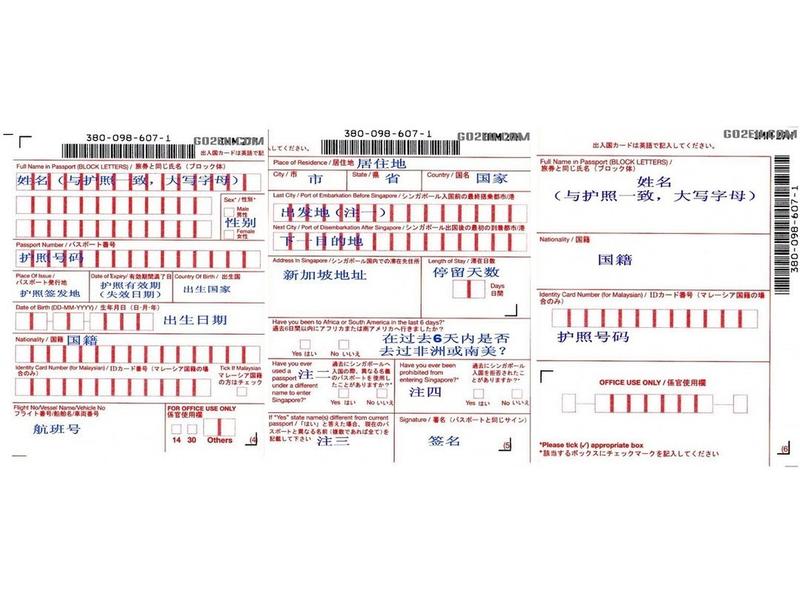 380-098-607-1
出入国カードは英語で記入してください。
Full Name in Passport (BLOCK LETTERS) / 旅券と同じ氏名 (ブロック体)
姓名(与护照一致,大写字母)
Sex* / 性別*
Male
男性
性别
Female
女性
Passport Number / パスポート番号
护照号码
Place Of Issue /
パスポート発行地
护照签发地
Date of Expiry / 有効期間満了日
护照有效期
(失效日期)
Country Of Birth / 出生国
出生国家
Date of Birth (DD-MM-YYYY) / 生年月日 (日・月・年)
出生日期
Nationality / 国籍
国籍
Identity Card Number (for Malaysian) / IDカード番号 (マレーシア国籍の場合のみ)
Tick If Malaysian
マレーシア国籍
の方はチェック
Flight No/Vessel Name/Vehicle No
フライト番号/船舶名/車両番号
航班号
FOR OFFICE USE ONLY
係官使用欄
14 30 Others
(4)
380-098-607-1
してください。
Place of Residence / 居住地
居住地
City / 市
市
State / 県
省
Country / 国名
国家
Last City / Port of Embarkation Before Singapore / シンガポール入国前の最終搭乗都市/港
出发地(注一)
Next City / Port of Disembarkation After Singapore / シンガポール出国後の最初の到着都市/港
下一目的地
Address in Singapore / シンガポール国内での滞在先住所
新加坡地址
Length of Stay / 滞在日数
停留天数
Days
日間
Have you been to Africa or South America in the last 6 days?*
過去6日間以内にアフリカまたは南アメリカへ行きましたか?*
Yes はい No いいえ
在过去6天内是否
去过非洲或南美?
Have you ever
used a
passport
under a different
name to enter
Singapore?
注二
過去にシンガポールへ
入国の際、異なる名義
のパスポートを使用し
たことがありますか?*
Yes はい No いいえ
Have you ever been
prohibited from
entering Singapore?*
注四
過去にシンガポール
入国を拒否されたこ
とがありますか?*
Yes はい No いいえ
If "Yes" state name(s) different from current
passport / 「はい」と答えた場合、現在のパ
スポートと異なる名前(複数であれば全て)を
記載して下さい
注三
Signature / 署名 (パスポートと同じサイン)
签名
(5)
出入国カードは英語で記入してください。
Full Name in Passport (BLOCK LETTERS) /
旅券と同じ氏名 (ブロック体)
姓名
(与护照一致,大写字母)
Nationality / 国籍
国籍
Identity Card Number (for Malaysian) / IDカード番号 (マレーシア国籍の場
合のみ)
护照号码
OFFICE USE ONLY / 係官使用欄
*Please tick (✓) appropriate box
*該当するボックスにチェックマークを記入してください
(6)
380-098-607-1